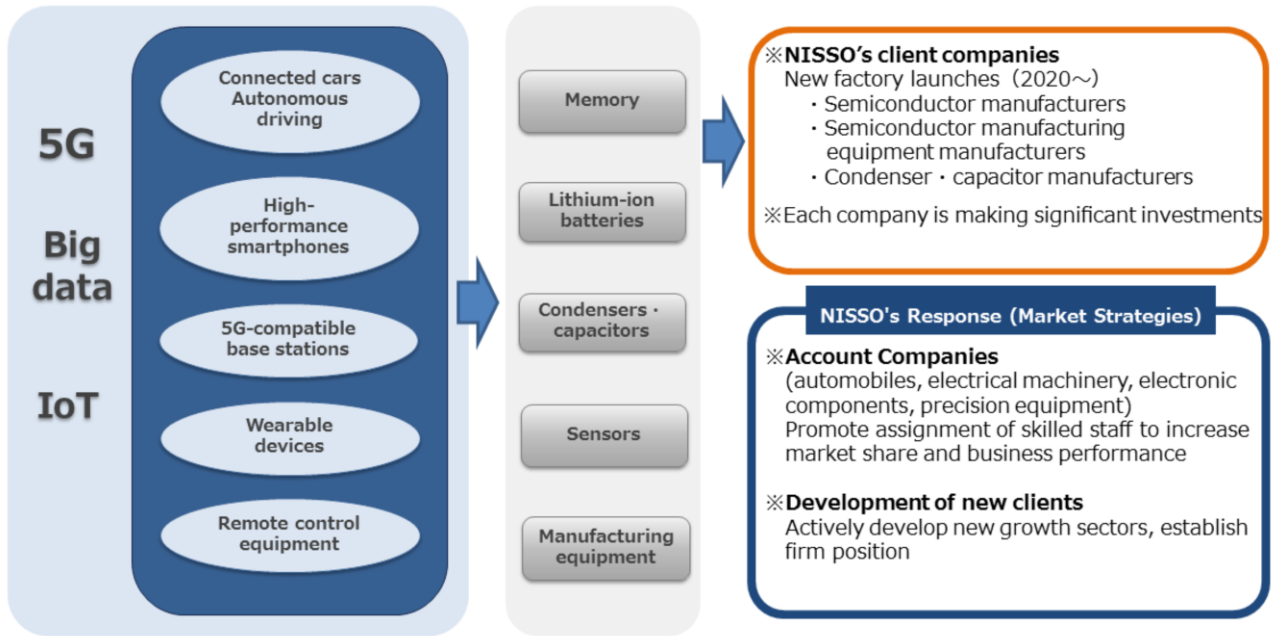 5G
Big
data
IoT
Connected cars
Autonomous
driving
High-
performance
smartphones
5G-compatible
base stations
Wearable
devices
Remote control
equipment
Memory
Lithium-ion
batteries
Condensers・
capacitors
Sensors
Manufacturing
equipment
※NISSO’s client companies
New factory launches（2020～）
・Semiconductor manufacturers
・Semiconductor manufacturing
equipment manufacturers
・Condenser・capacitor manufacturers
※Each company is making significant investments
NISSO's Response (Market Strategies)
※Account Companies
(automobiles, electrical machinery, electronic
components, precision equipment)
Promote assignment of skilled staff to increase
market share and business performance
※Development of new clients
Actively develop new growth sectors, establish
firm position